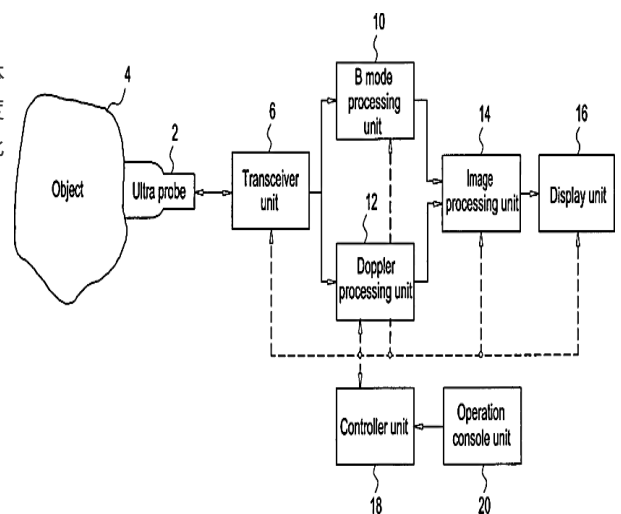 10
B mode
processing
unit
4
6
14
16
2
Object
Ultra probe
Transceiver
unit
12
Image
processing unit
Display unit
Doppler
processing unit
Controller unit
Operation
console unit
18
20